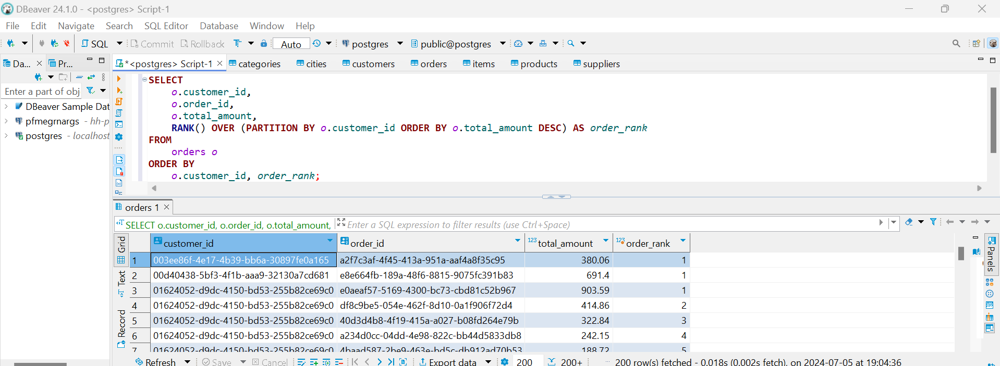 DBeaver 24.1.0 - <postgres> Script-1
File Edit Navigate Search SQL Editor Database Window Help
SQL Commit Rollback Auto postgres public@postgres
Da... Pr...
*<postgres> Script-1 categories cities customers orders items products suppliers
Enter a part of obj
DBeaver Sample Dat
pfmegrnargs - hh-p
postgres - localhost
SELECT
o.customer_id,
o.order_id,
o.total_amount,
RANK() OVER (PARTITION BY o.customer_id ORDER BY o.total_amount DESC) AS order_rank
FROM
orders o
ORDER BY
o.customer_id, order_rank;
orders 1
SELECT o.customer_id, o.order_id, o.total_amount, Enter a SQL expression to filter results (use Ctrl+Space)
Grid
Text
Record
customer_id order_id 123 total_amount 123 order_rank
1 003ee86f-4e17-4b39-bb6a-30897fe0a165 a2f7c3af-4f45-413a-951a-aaf4a8f35c95 380.06 1
2 00d40438-5bf3-4f1b-aaa9-32130a7cd681 e8e664fb-189a-48f6-8815-9075fc391b83 691.4 1
3 01624052-d9dc-4150-bd53-255b82ce69c0 e0aeaf57-5169-4300-bc73-cbd81c52b967 903.59 1
4 01624052-d9dc-4150-bd53-255b82ce69c0 df8c9be5-054e-462f-8d10-0a1f906f72d4 414.86 2
5 01624052-d9dc-4150-bd53-255b82ce69c0 40d3d4b8-4f19-415a-a027-b08fd264e79b 322.84 3
6 01624052-d9dc-4150-bd53-255b82ce69c0 a234d0cc-04dd-4e98-822c-bb44d5833db8 242.15 4
7 01624052-d9dc-4150-bd53-255b82ce69c0 4baad587-2be9-463e-bd5c-db912ad70b53 188.72 5
Panels
Refresh Save Cancel Export data 200 200+ 200 row(s) fetched - 0.018s (0.002s fetch), on 2024-07-05 at 19:04:36